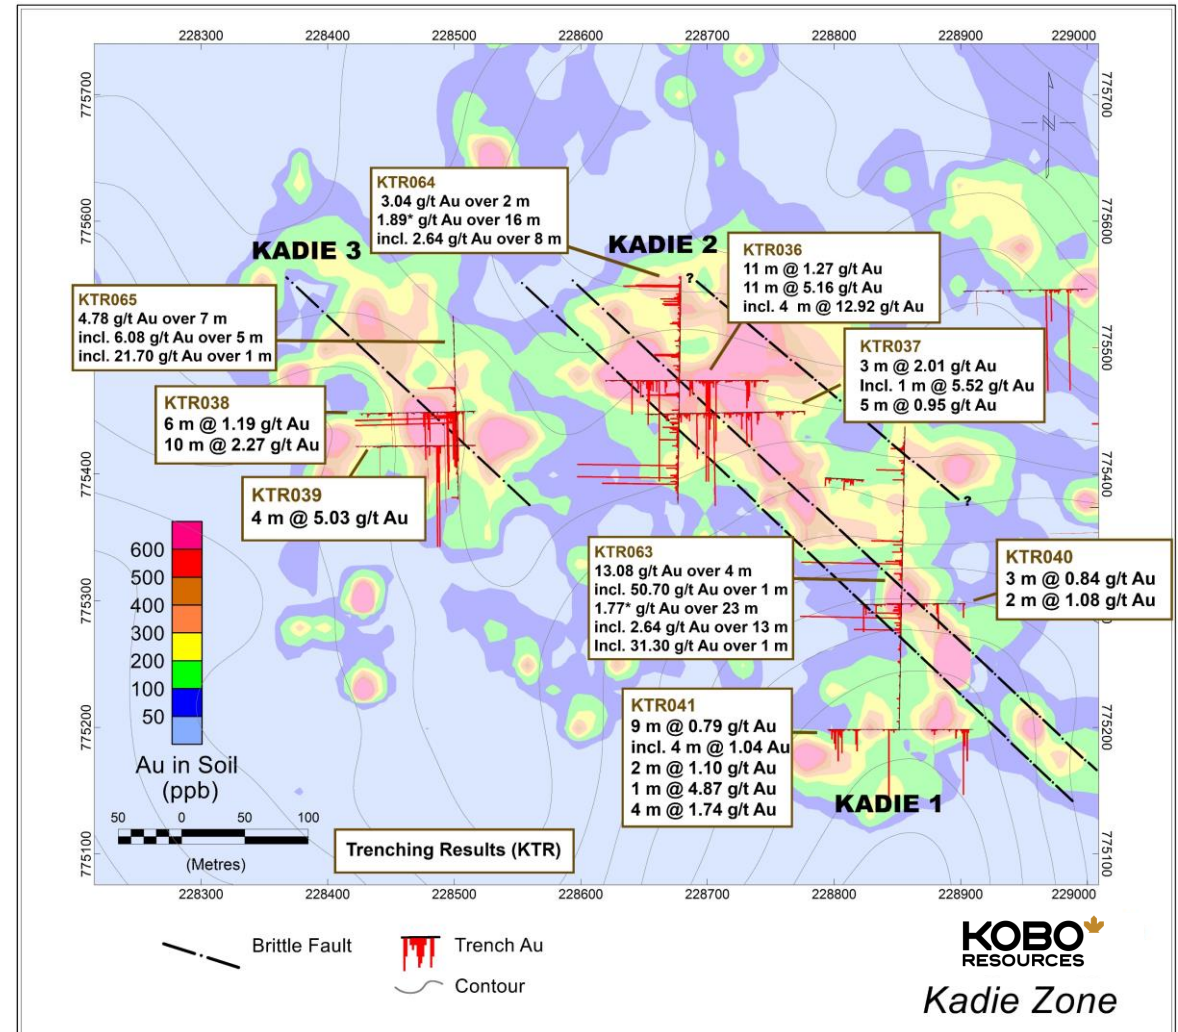 228300 228400 228500 228600 228700 228800 228900 229000
775700
775600
775500
775400
775300
775200
775100
775700
775600
775500
775400
775200
775100
N
KTR064
3.04 g/t Au over 2 m
1.89* g/t Au over 16 m
incl. 2.64 g/t Au over 8 m
KADIE 3
KADIE 2
KTR036
11 m @ 1.27 g/t Au
11 m @ 5.16 g/t Au
incl. 4 m @ 12.92 g/t Au
?
KTR065
4.78 g/t Au over 7 m
incl. 6.08 g/t Au over 5 m
incl. 21.70 g/t Au over 1 m
KTR037
3 m @ 2.01 g/t Au
Incl. 1 m @ 5.52 g/t Au
5 m @ 0.95 g/t Au
KTR038
6 m @ 1.19 g/t Au
10 m @ 2.27 g/t Au
KTR039
4 m @ 5.03 g/t Au
?
KTR063
13.08 g/t Au over 4 m
incl. 50.70 g/t Au over 1 m
1.77* g/t Au over 23 m
incl. 2.64 g/t Au over 13 m
Incl. 31.30 g/t Au over 1 m
KTR040
3 m @ 0.84 g/t Au
2 m @ 1.08 g/t Au
KTR041
9 m @ 0.79 g/t Au
incl. 4 m @ 1.04 Au
2 m @ 1.10 g/t Au
1 m @ 4.87 g/t Au
4 m @ 1.74 g/t Au
KADIE 1
600
500
400
300
200
100
50
Au in Soil
(ppb)
50 0 50 100
(Metres)
Trenching Results (KTR)
228300 228400 228500 228600 228700 228800 228900 229000
Brittle Fault
Trench Au
Contour
KOBO
RESOURCES
Kadie Zone